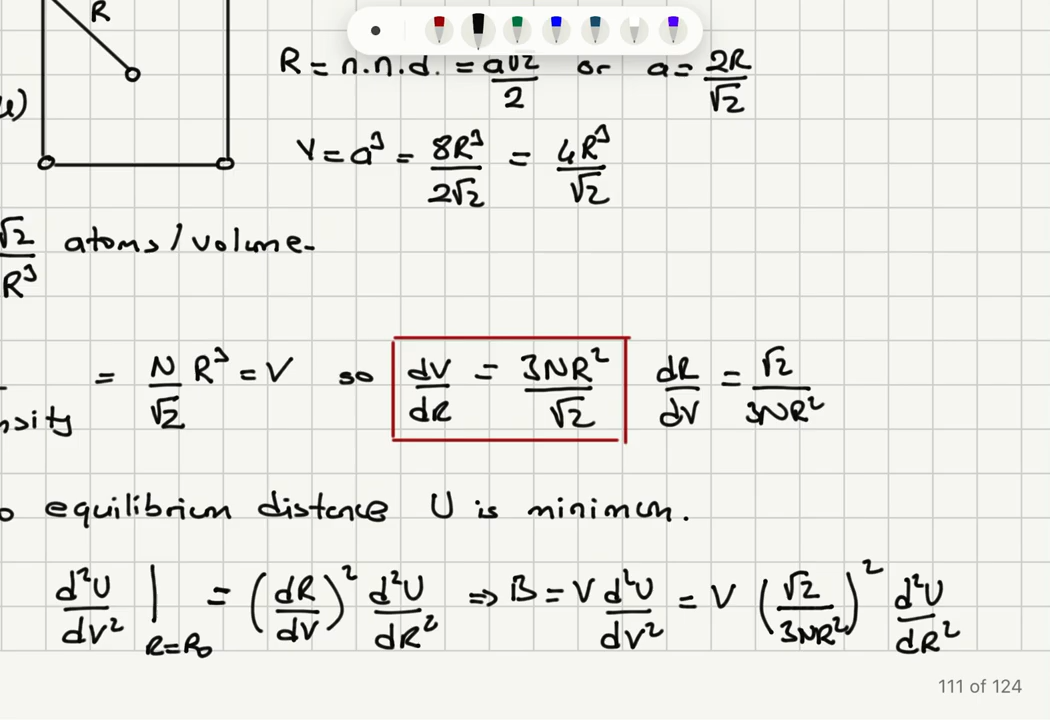 R
R = n.n.d. = a√2/2 or a = 2R/√2
V = a³ = 8R³/2√2 = 4R³/√2
√2/R³ atoms/volume.
= N/√2 R³ = V so dV/dR = 3NR²/√2 dR/dV = √2/3NR²
equilibrium distance U is minimum.
d²U/dV² |R=R₀ = (dR/dV)² d²U/dR² ⇒ B = V d²U/dV² = V (√2/3NR²)² d²U/dR²
111 of 124